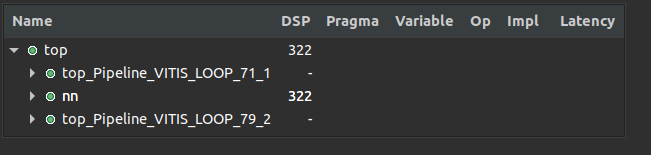 Name DSP Pragma Variable Op Impl Latency
top 322
top_Pipeline_VITIS_LOOP_71_1 -
nn 322
top_Pipeline_VITIS_LOOP_79_2 -